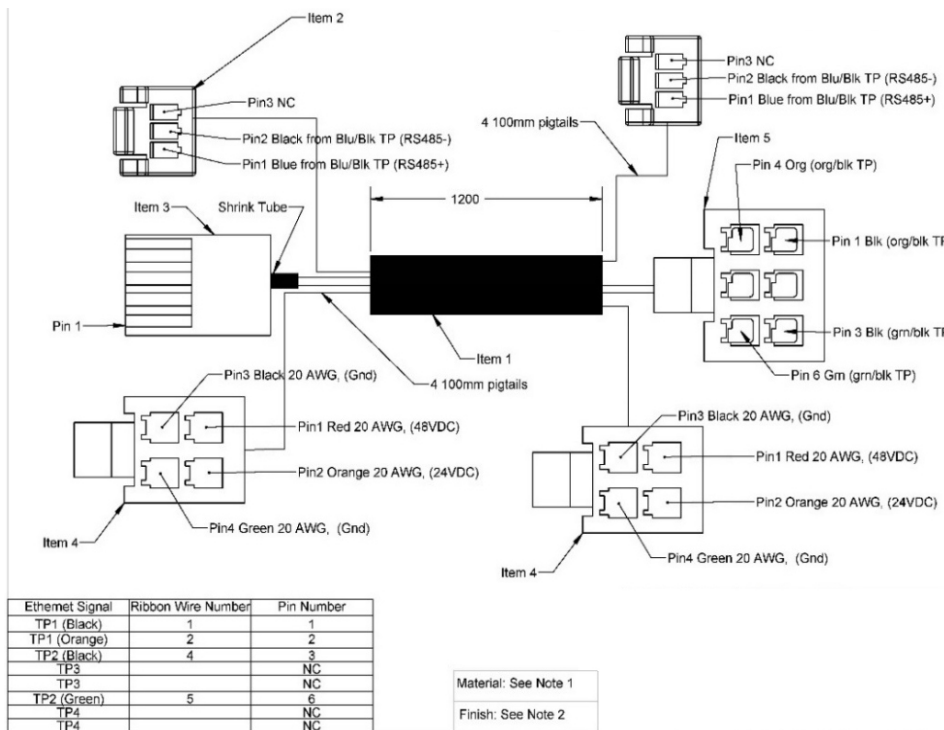 Item 2
Pin3 NC
Pin2 Black from Blu/Blk TP (RS485-)
Pin1 Blue from Blu/Blk TP (RS485+)
Pin3 NC
Pin2 Black from Blu/Blk TP (RS485-)
Pin1 Blue from Blu/Blk TP (RS485+)
4 100mm pigtails
Item 5
Pin 4 Org (org/blk TP)
Pin 1 Blk (org/blk TP
Pin 3 Blk (grn/blk TP
Pin 6 Grn (grn/blk TP)
1200
Item 3
Shrink Tube
Pin 1
Item 1
4 100mm pigtails
Pin3 Black 20 AWG, (Gnd)
Pin1 Red 20 AWG, (48VDC)
Pin2 Orange 20 AWG, (24VDC)
Pin4 Green 20 AWG, (Gnd)
Item 4
Pin3 Black 20 AWG, (Gnd)
Pin1 Red 20 AWG, (48VDC)
Pin2 Orange 20 AWG, (24VDC)
Pin4 Green 20 AWG, (Gnd)
Item 4
Ethernet Signal Ribbon Wire Number Pin Number
TP1 (Black) 1 1
TP1 (Orange) 2 2
TP2 (Black) 4 3
TP3 NC
TP3 NC
TP2 (Green) 5 6
TP4 NC
TP4 NC
Material: See Note 1
Finish: See Note 2